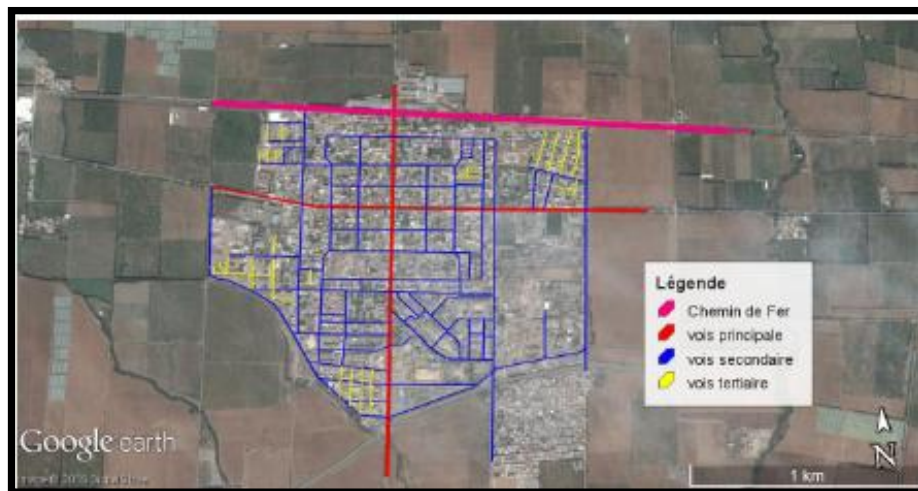 Légende
Chemin de Fer
vois principale
vois secondaire
vois tertiaire
Google earth
N
1 km